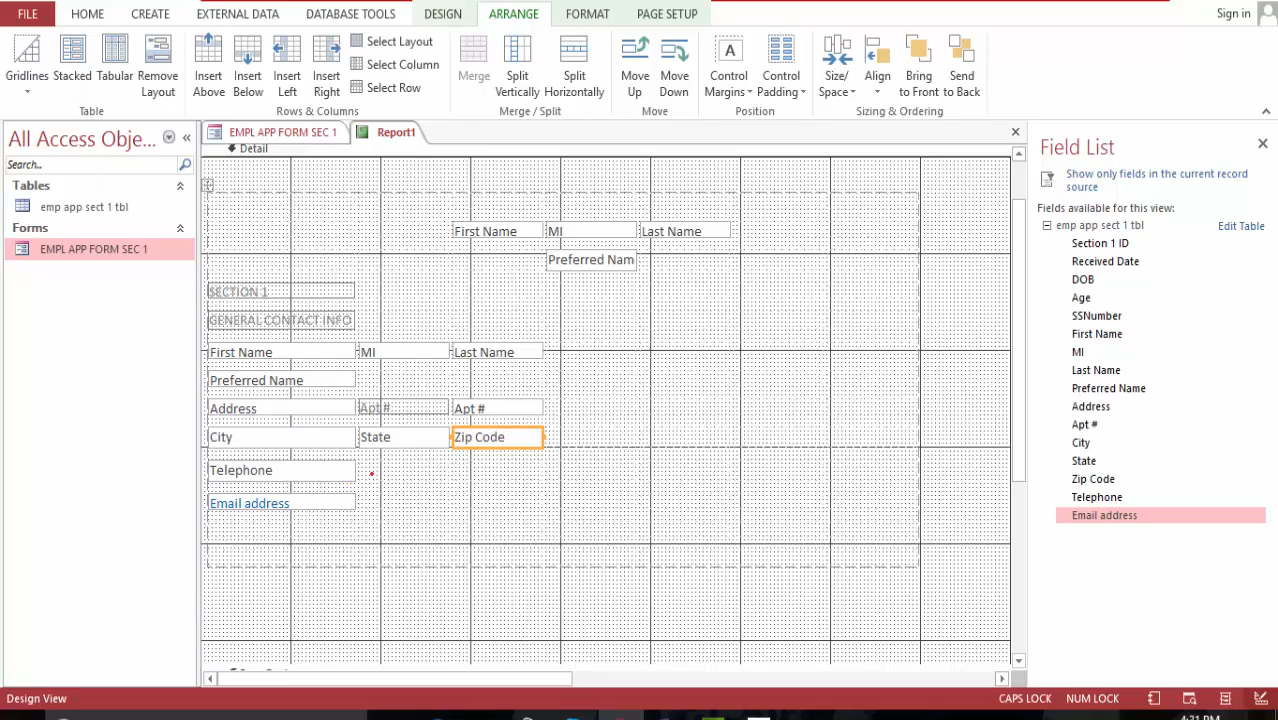 FILE HOME CREATE EXTERNAL DATA DATABASE TOOLS DESIGN ARRANGE FORMAT PAGE SETUP Sign in
Gridlines Stacked Tabular Remove Layout
Table
Insert Above Insert Below Insert Left Insert Right
Select Layout
Select Column
Select Row
Rows & Columns
Merge Split Vertically Split Horizontally
Merge / Split
Move Up Move Down
Move
Control Margins Control Padding
Position
Size/ Space Align Bring to Front Send to Back
Sizing & Ordering
All Access Obje...
Search...
Tables
emp app sect 1 tbl
Forms
EMPL APP FORM SEC 1
EMPL APP FORM SEC 1 Report1
Detail
First Name MI Last Name
Preferred Nam
SECTION 1
GENERAL CONTACT INFO
First Name MI Last Name
Preferred Name
Address Apt # Apt #
City State Zip Code
Telephone
Email address
Field List
Show only fields in the current record source
Fields available for this view:
emp app sect 1 tbl Edit Table
Section 1 ID
Received Date
DOB
Age
SSNumber
First Name
MI
Last Name
Preferred Name
Address
Apt #
City
State
Zip Code
Telephone
Email address
Design View CAPS LOCK NUM LOCK